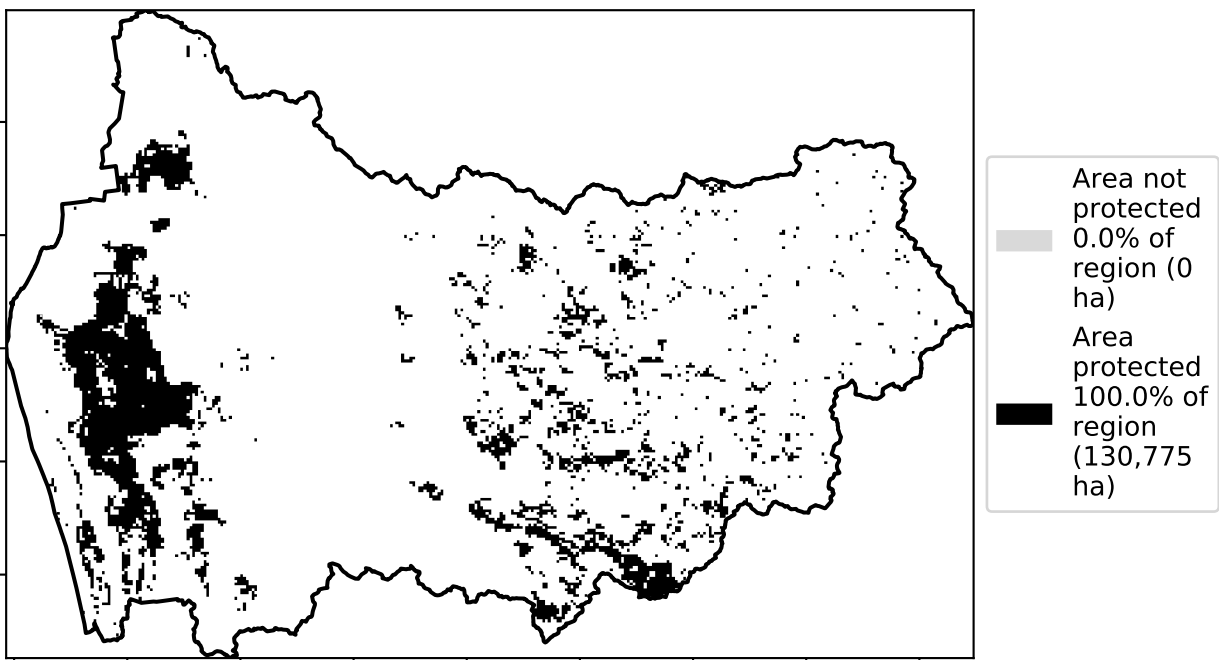 Area not
protected
0.0% of
region (0
ha)
Area
protected
100.0% of
region
(130,775
ha)